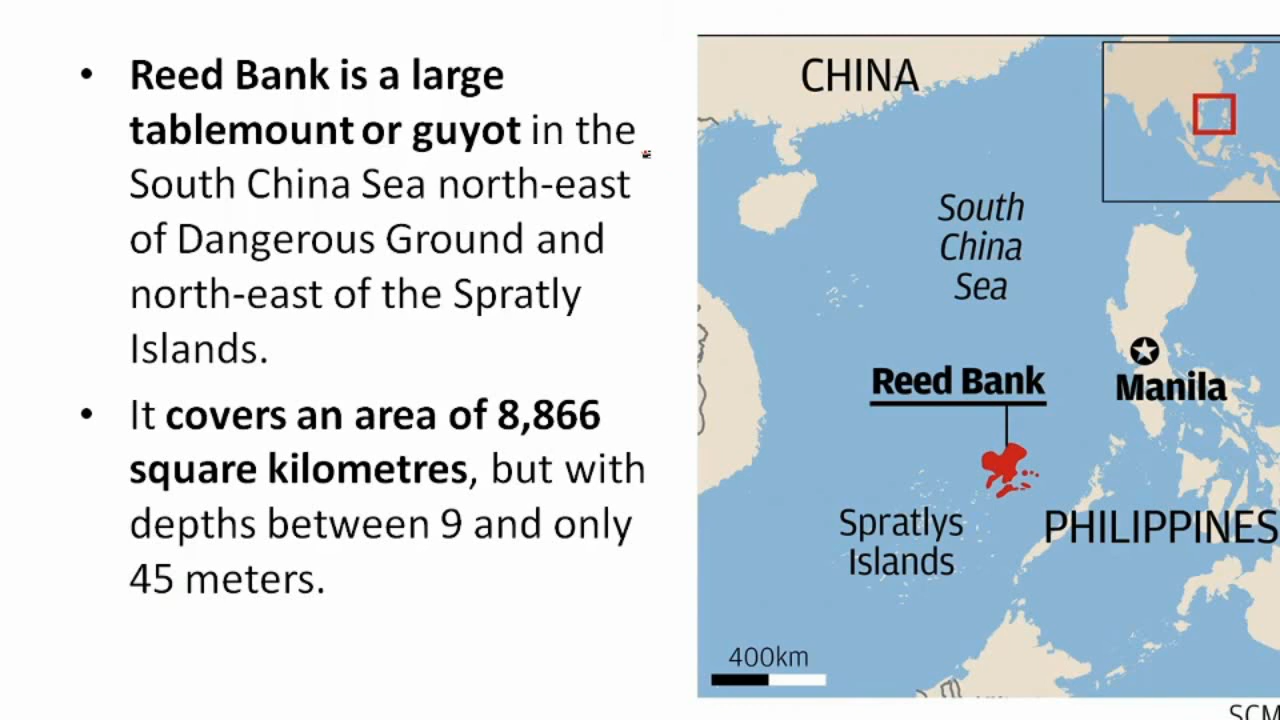 • Reed Bank is a large
tablemount or guyot in the
South China Sea north-east
of Dangerous Ground and
north-east of the Spratly
Islands.
• It covers an area of 8,866
square kilometres, but with
depths between 9 and only
45 meters.
CHINA
South
China
Sea
Reed Bank
Manila
Spratlys
Islands
PHILIPPINES
400km
SCM